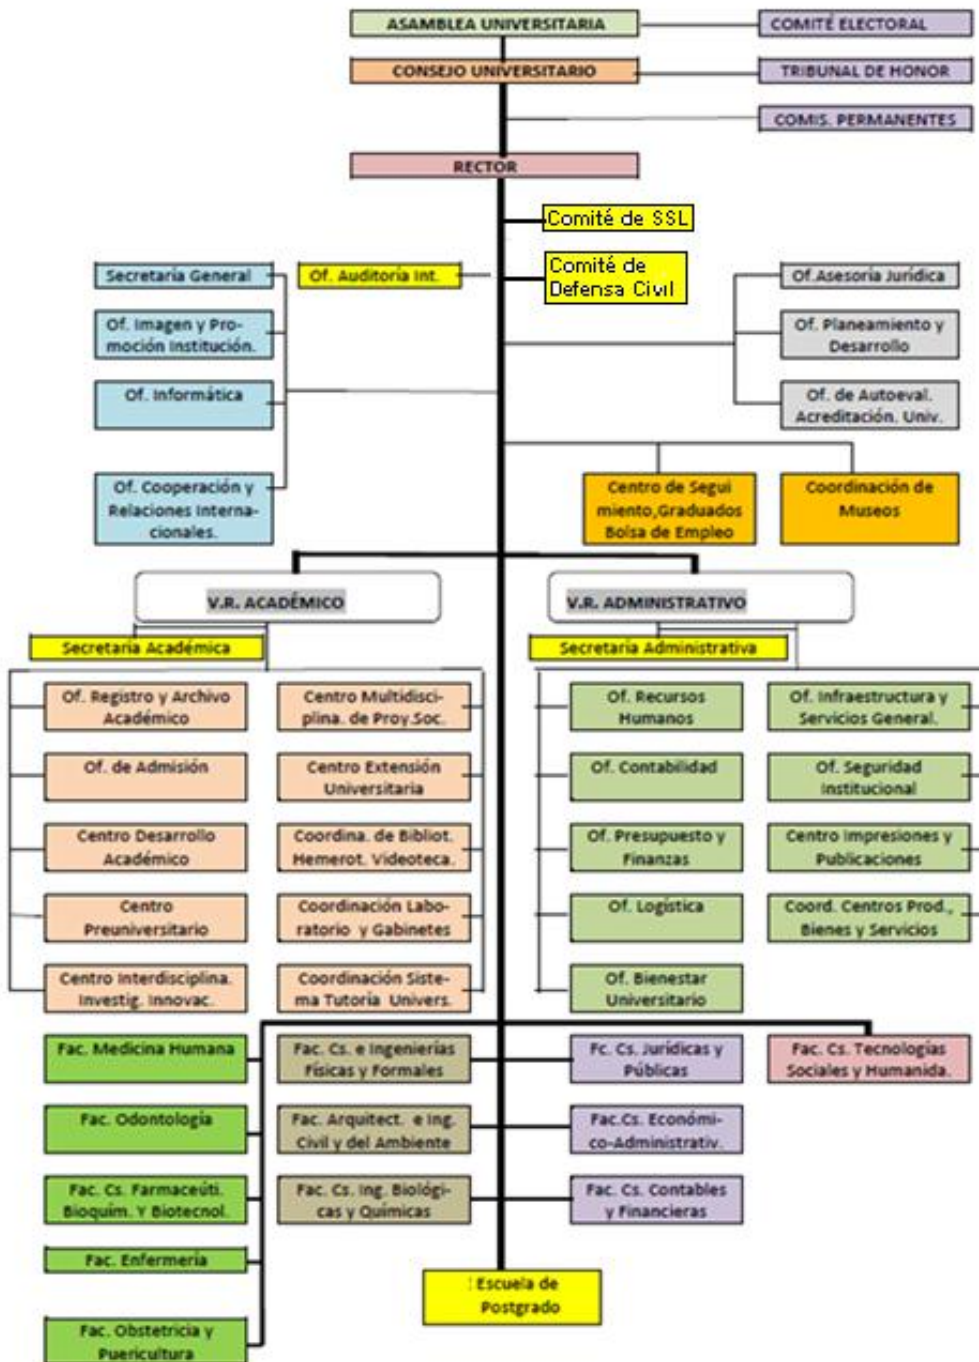 ASAMBLEA UNIVERSITARIA
COMITÉ ELECTORAL
CONSEJO UNIVERSITARIO
TRIBUNAL DE HONOR
COMIS. PERMANENTES
RECTOR
Comité de SSL
Secretaría General
Of. Auditoría Int.
Comité de
Defensa Civil
Of.Asesoría Jurídica
Of. Imagen y Pro-
moción Institución.
Of. Planeamiento y
Desarrollo
Of. Informática
Of. de Autoeval.
Acreditación. Univ.
Of. Cooperación y
Relaciones Interna-
cionales.
Centro de Segui
miento,Graduados
Bolsa de Empleo
Coordinación de
Museos
V.R. ACADÉMICO
V.R. ADMINISTRATIVO
Secretaría Académica
Secretaría Administrativa
Of. Registro y Archivo
Académico
Centro Multidisci-
plina. de Proy.Soc.
Of. Recursos
Humanos
Of. Infraestructura y
Servicios General.
Of. de Admisión
Centro Extensión
Universitaria
Of. Contabilidad
Of. Seguridad
Institucional
Centro Desarrollo
Académico
Coordina. de Bibliot.
Hemerot. Videoteca.
Of. Presupuesto y
Finanzas
Centro Impresiones y
Publicaciones
Centro
Preuniversitario
Coordinación Labo-
ratorio y Gabinetes
Of. Logística
Coord. Centros Prod.,
Bienes y Servicios
Centro Interdisciplina.
Investig. Innovac.
Coordinación Siste-
ma Tutoría Univers.
Of. Bienestar
Universitario
Fac. Medicina Humana
Fac. Cs. e Ingenierías
Físicas y Formales
Fc. Cs. Jurídicas y
Públicas
Fac. Cs. Tecnologías
Sociales y Humanida.
Fac. Odontología
Fac. Arquitect. e Ing.
Civil y del Ambiente
Fac.Cs. Económi-
co-Administrativ.
Fac. Cs. Farmaceúti.
Bioquím. Y Biotecnol.
Fac. Cs. Ing. Biológi-
cas y Químicas
Fac. Cs. Contables
y Financieras
Fac. Enfermería
Escuela de
Postgrado
Fac. Obstetricia y
Puericultura